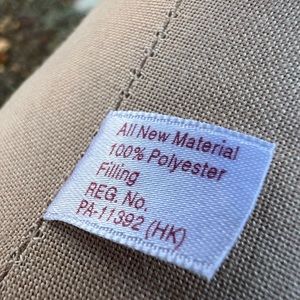 All New Material
100% Polyester
Filling
REG. No.
PA-11392 (HK)